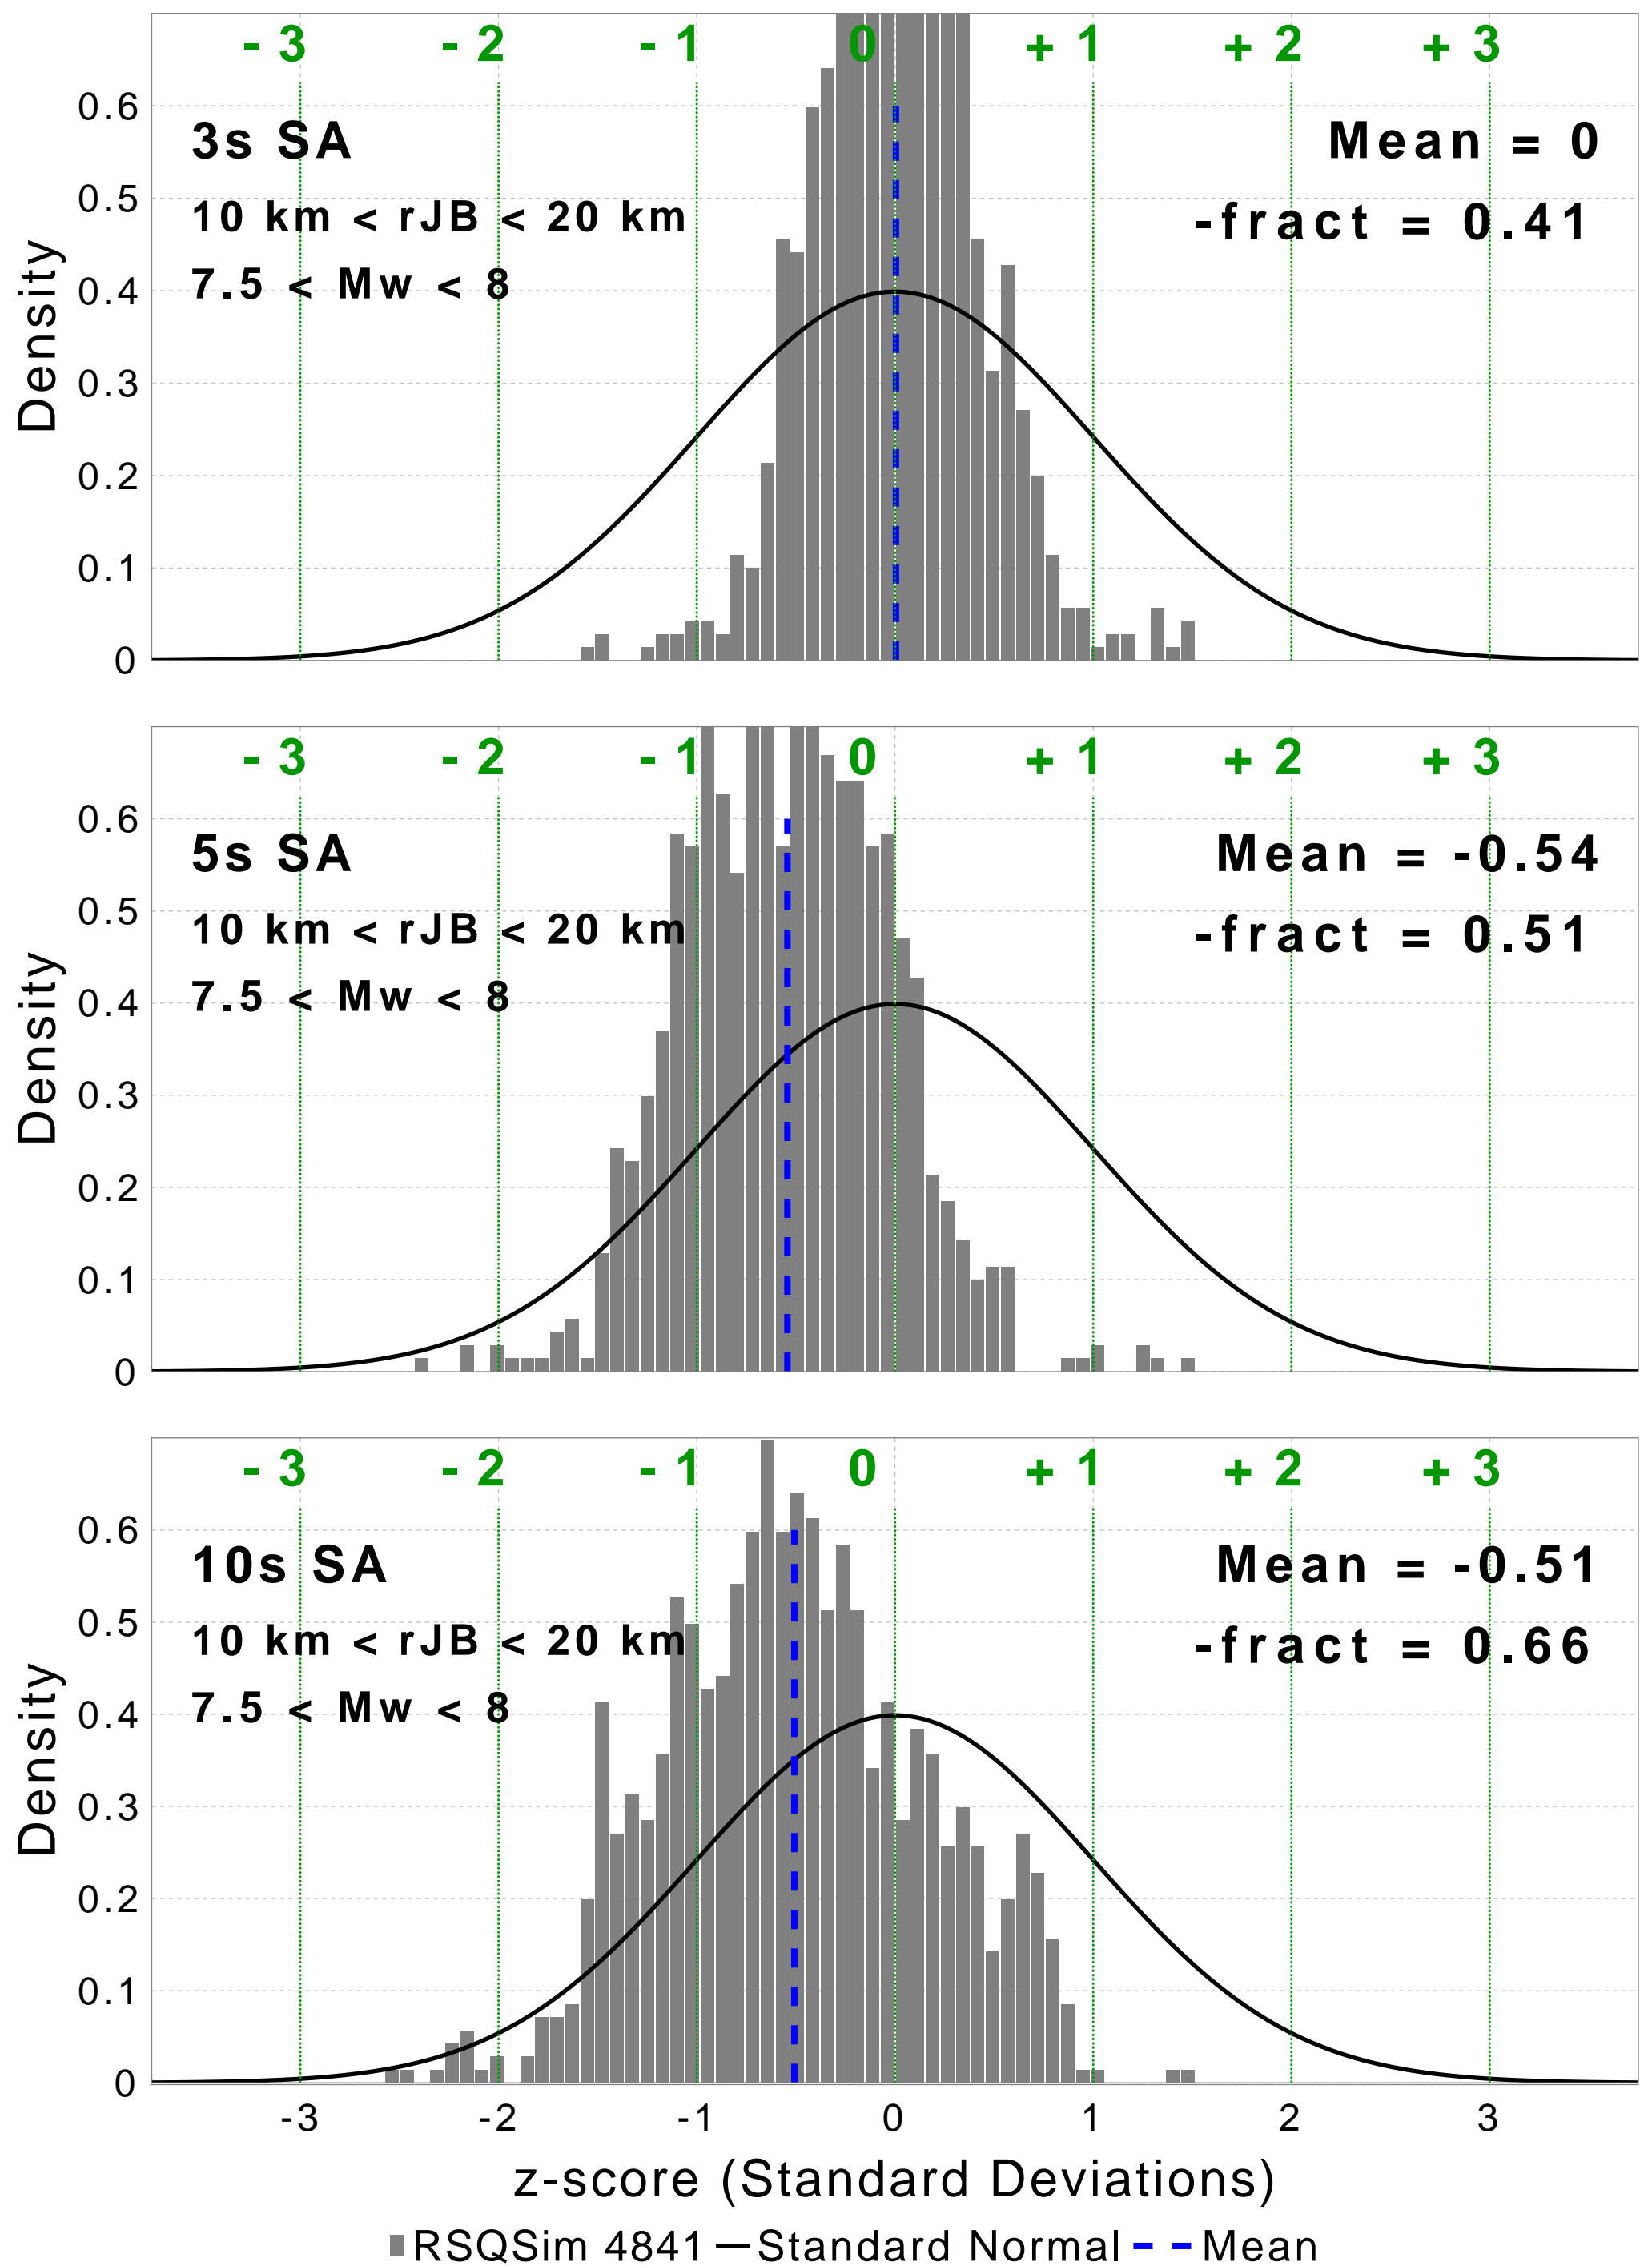 - 3 - 2 - 1 0 + 1 + 2 + 3
0.6
3s SA
Mean = 0
0.5
10 km < rJB < 20 km
-fract = 0.41
7.5 < Mw < 8
0.4
Density
0.3
0.2
0.1
0
- 3 - 2 - 1 0 + 1 + 2 + 3
0.6
5s SA
Mean = -0.54
0.5
10 km < rJB < 20 km
-fract = 0.51
7.5 < Mw < 8
0.4
Density
0.3
0.2
0.1
0
- 3 - 2 - 1 0 + 1 + 2 + 3
0.6
10s SA
Mean = -0.51
0.5
10 km < rJB < 20 km
-fract = 0.66
7.5 < Mw < 8
0.4
Density
0.3
0.2
0.1
0
-3 -2 -1 0 1 2 3
z-score (Standard Deviations)
RSQSim 4841 Standard Normal Mean